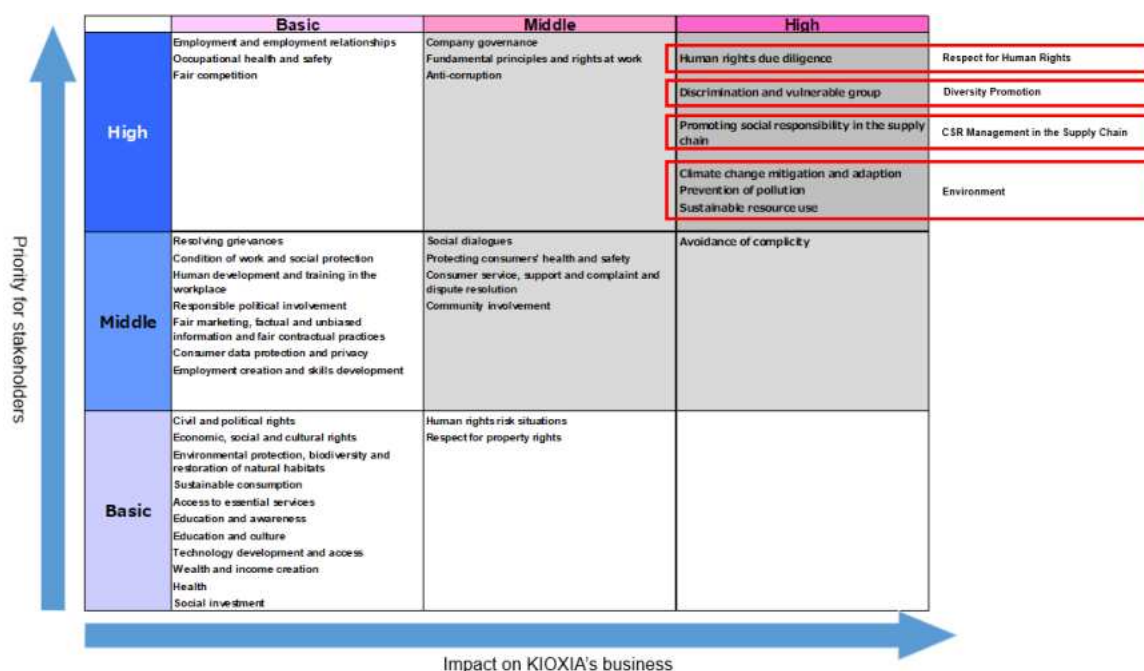 Basic
Middle
High
High
Employment and employment relationships
Occupational health and safety
Fair competition
Company governance
Fundamental principles and rights at work
Anti-corruption
Human rights due diligence
Respect for Human Rights
Discrimination and vulnerable group
Diversity Promotion
Promoting social responsibility in the supply
chain
CSR Management in the Supply Chain
Climate change mitigation and adaption
Prevention of pollution
Sustainable resource use
Environment
Middle
Resolving grievances
Condition of work and social protection
Human development and training in the
workplace
Responsible political involvement
Fair marketing, factual and unbiased
information and fair contractual practices
Consumer data protection and privacy
Employment creation and skills development
Social dialogues
Protecting consumers' health and safety
Consumer service, support and complaint and
dispute resolution
Community involvement
Avoidance of complicity
Basic
Civil and political rights
Economic, social and cultural rights
Environmental protection, biodiversity and
restoration of natural habitats
Sustainable consumption
Access to essential services
Education and awareness
Education and culture
Technology development and access
Wealth and income creation
Health
Social investment
Human rights risk situations
Respect for property rights
Priority for stakeholders
Impact on KIOXIA's business